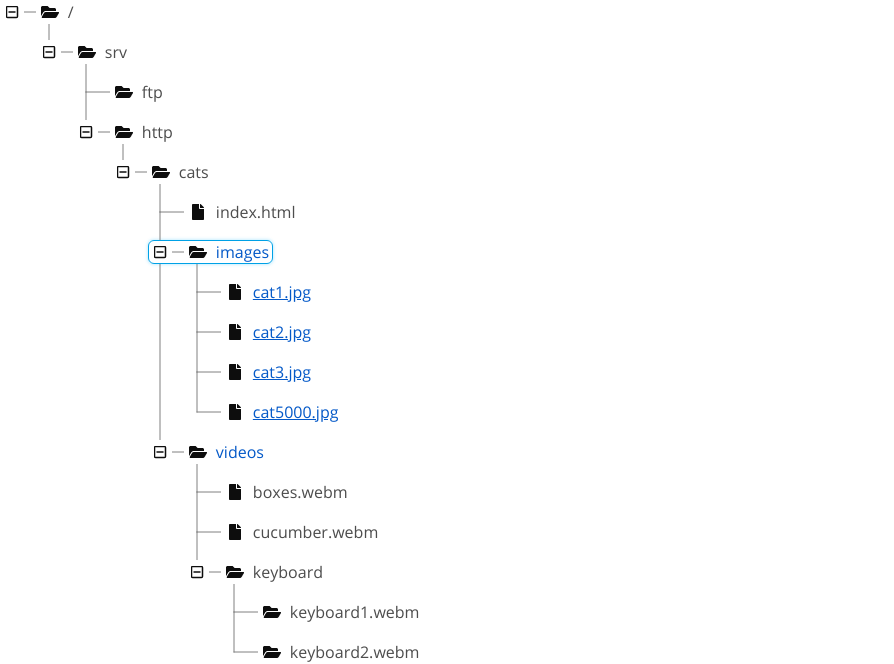 /
srv
ftp
http
cats
index.html
images
cat1.jpg
cat2.jpg
cat3.jpg
cat5000.jpg
videos
boxes.webm
cucumber.webm
keyboard
keyboard1.webm
keyboard2.webm